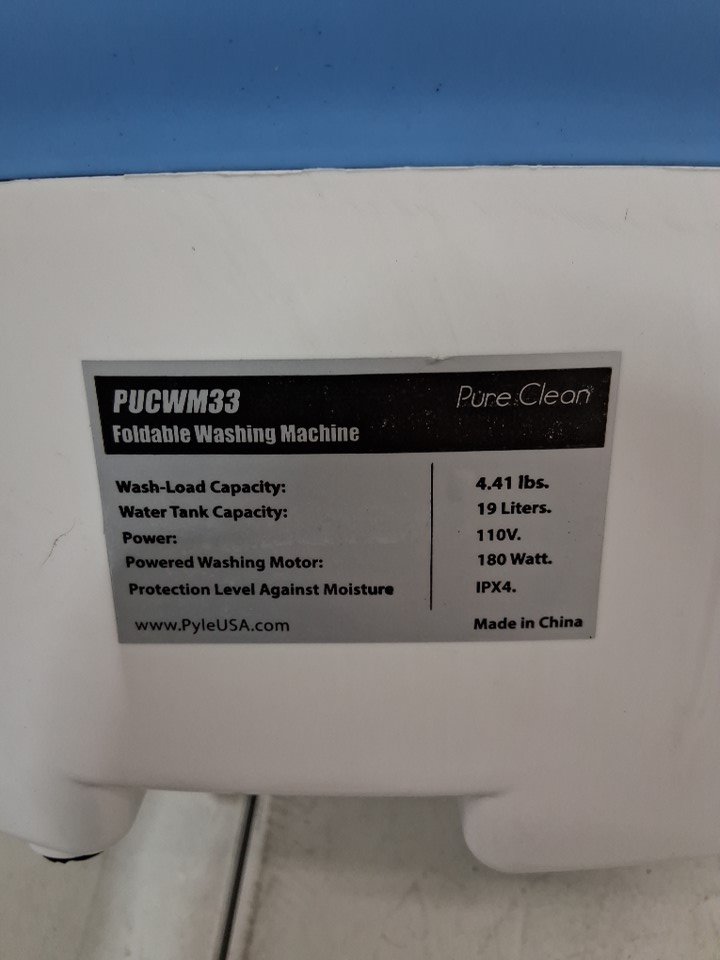 PUCWM33 Pure Clean
Foldable Washing Machine
Wash-Load Capacity: 4.41 lbs.
Water Tank Capacity: 19 Liters.
Power: 110V.
Powered Washing Motor: 180 Watt.
Protection Level Against Moisture IPX4.
www.PyleUSA.com Made in China